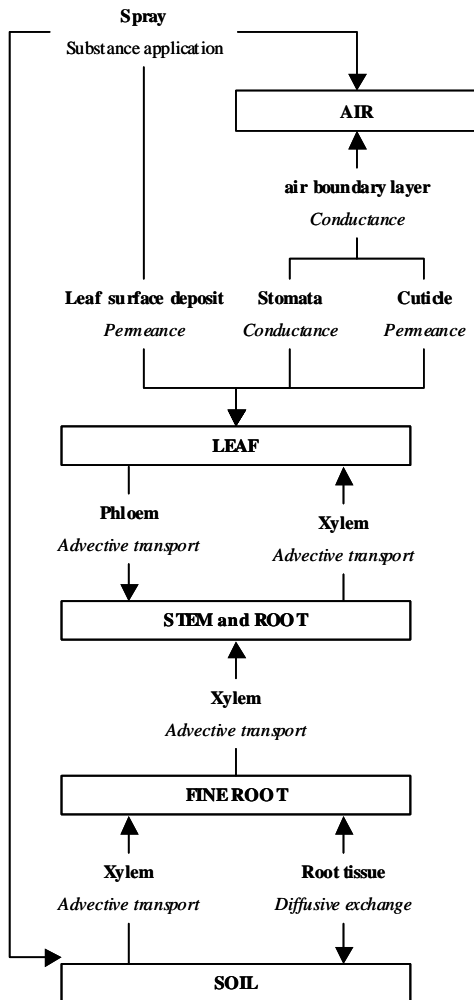 Spray
Substance application
AIR
air boundary layer
Conductance
Leaf surface deposit
Permeance
Stomata
Conductance
Cuticle
Permeance
LEAF
Phloem
Advective transport
Xylem
Advective transport
STEM and ROOT
Xylem
Advective transport
FINE ROOT
Xylem
Advective transport
Root tissue
Diffusive exchange
SOIL